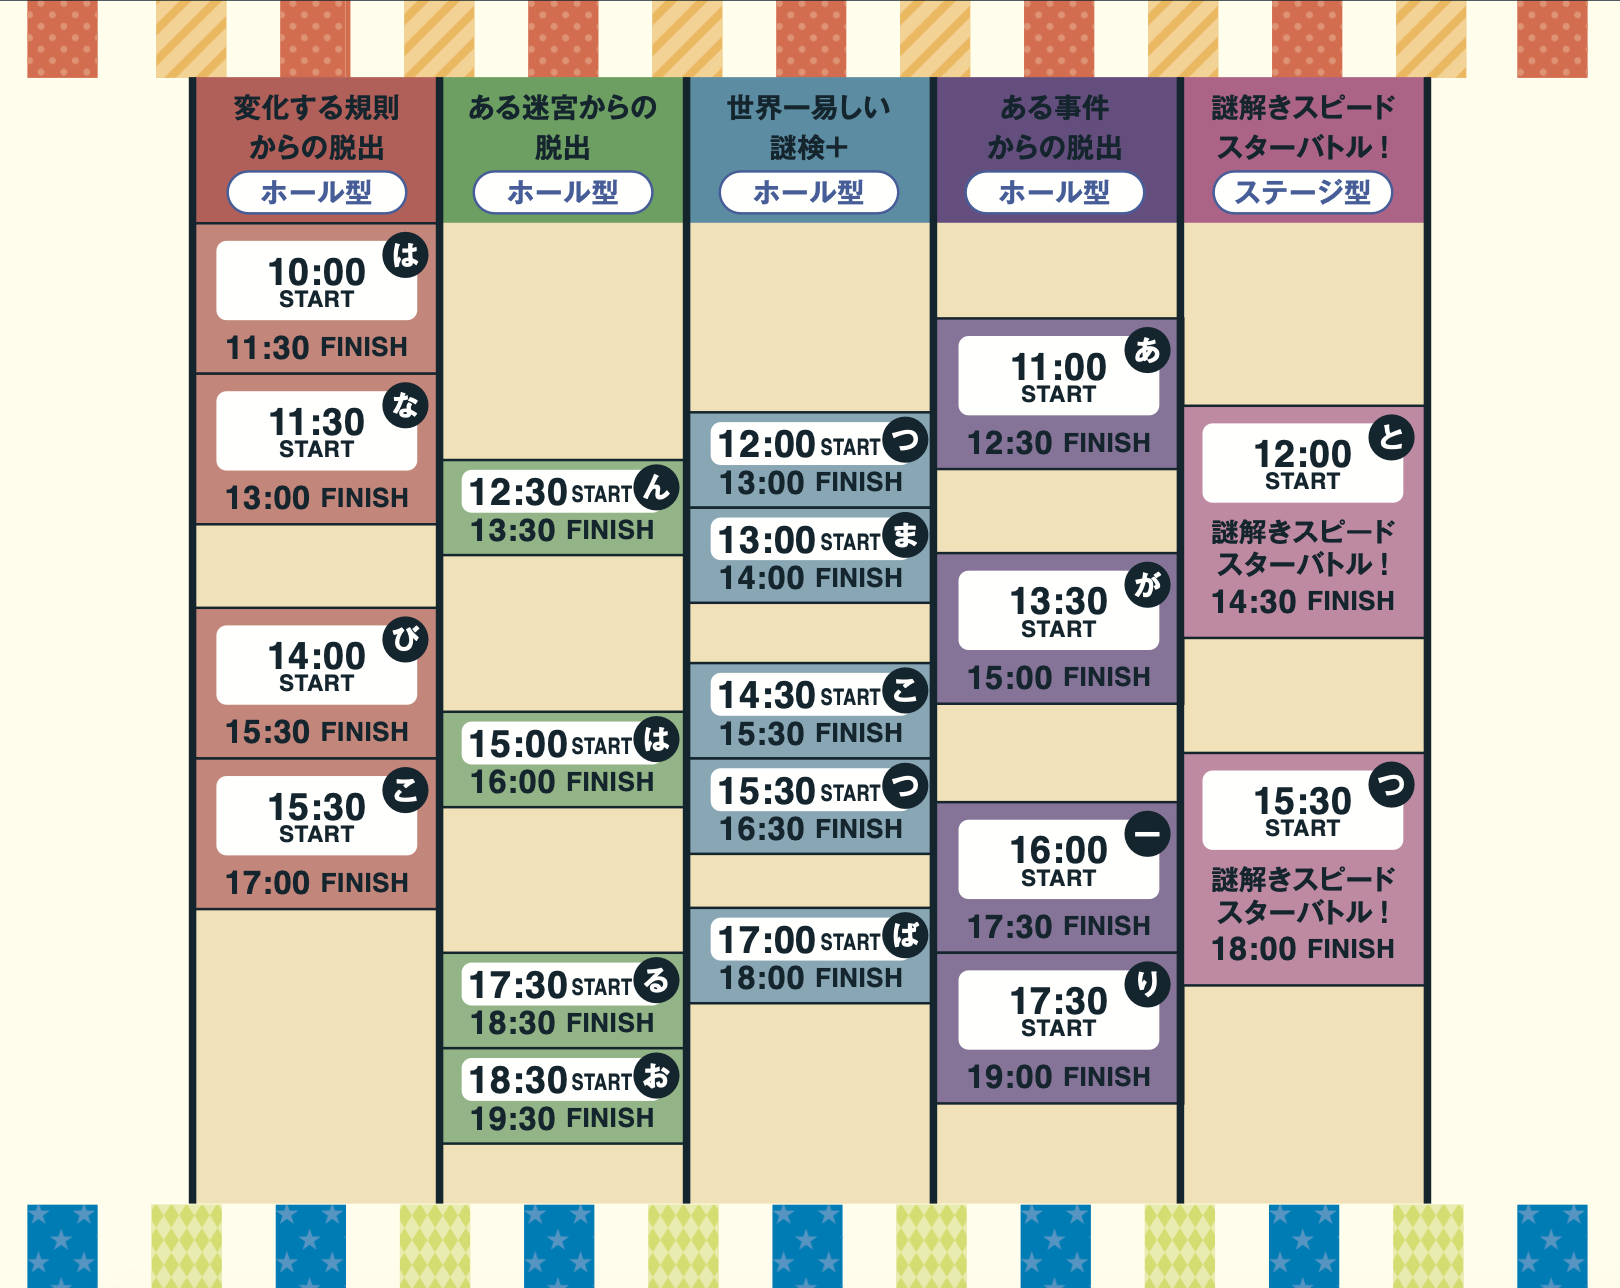 変化する規則
からの脱出
ホール型
10:00
START
は
11:30 FINISH
11:30
START
な
13:00 FINISH
14:00
START
び
15:30 FINISH
15:30
START
こ
17:00 FINISH
ある迷宮からの
脱出
ホール型
12:30 START ん
13:30 FINISH
15:00 START は
16:00 FINISH
17:30 START る
18:30 FINISH
18:30 START お
19:30 FINISH
世界一易しい
謎検＋
ホール型
12:00 START つ
13:00 FINISH
13:00 START ま
14:00 FINISH
14:30 START こ
15:30 FINISH
15:30 START つ
16:30 FINISH
17:00 START ば
18:00 FINISH
ある事件
からの脱出
ホール型
11:00
START
あ
12:30 FINISH
13:30
START
が
15:00 FINISH
16:00
START
ー
17:30 FINISH
17:30
START
り
19:00 FINISH
謎解きスピード
スターバトル！
ステージ型
12:00
START
と
謎解きスピード
スターバトル！
14:30 FINISH
15:30
START
つ
謎解きスピード
スターバトル！
18:00 FINISH